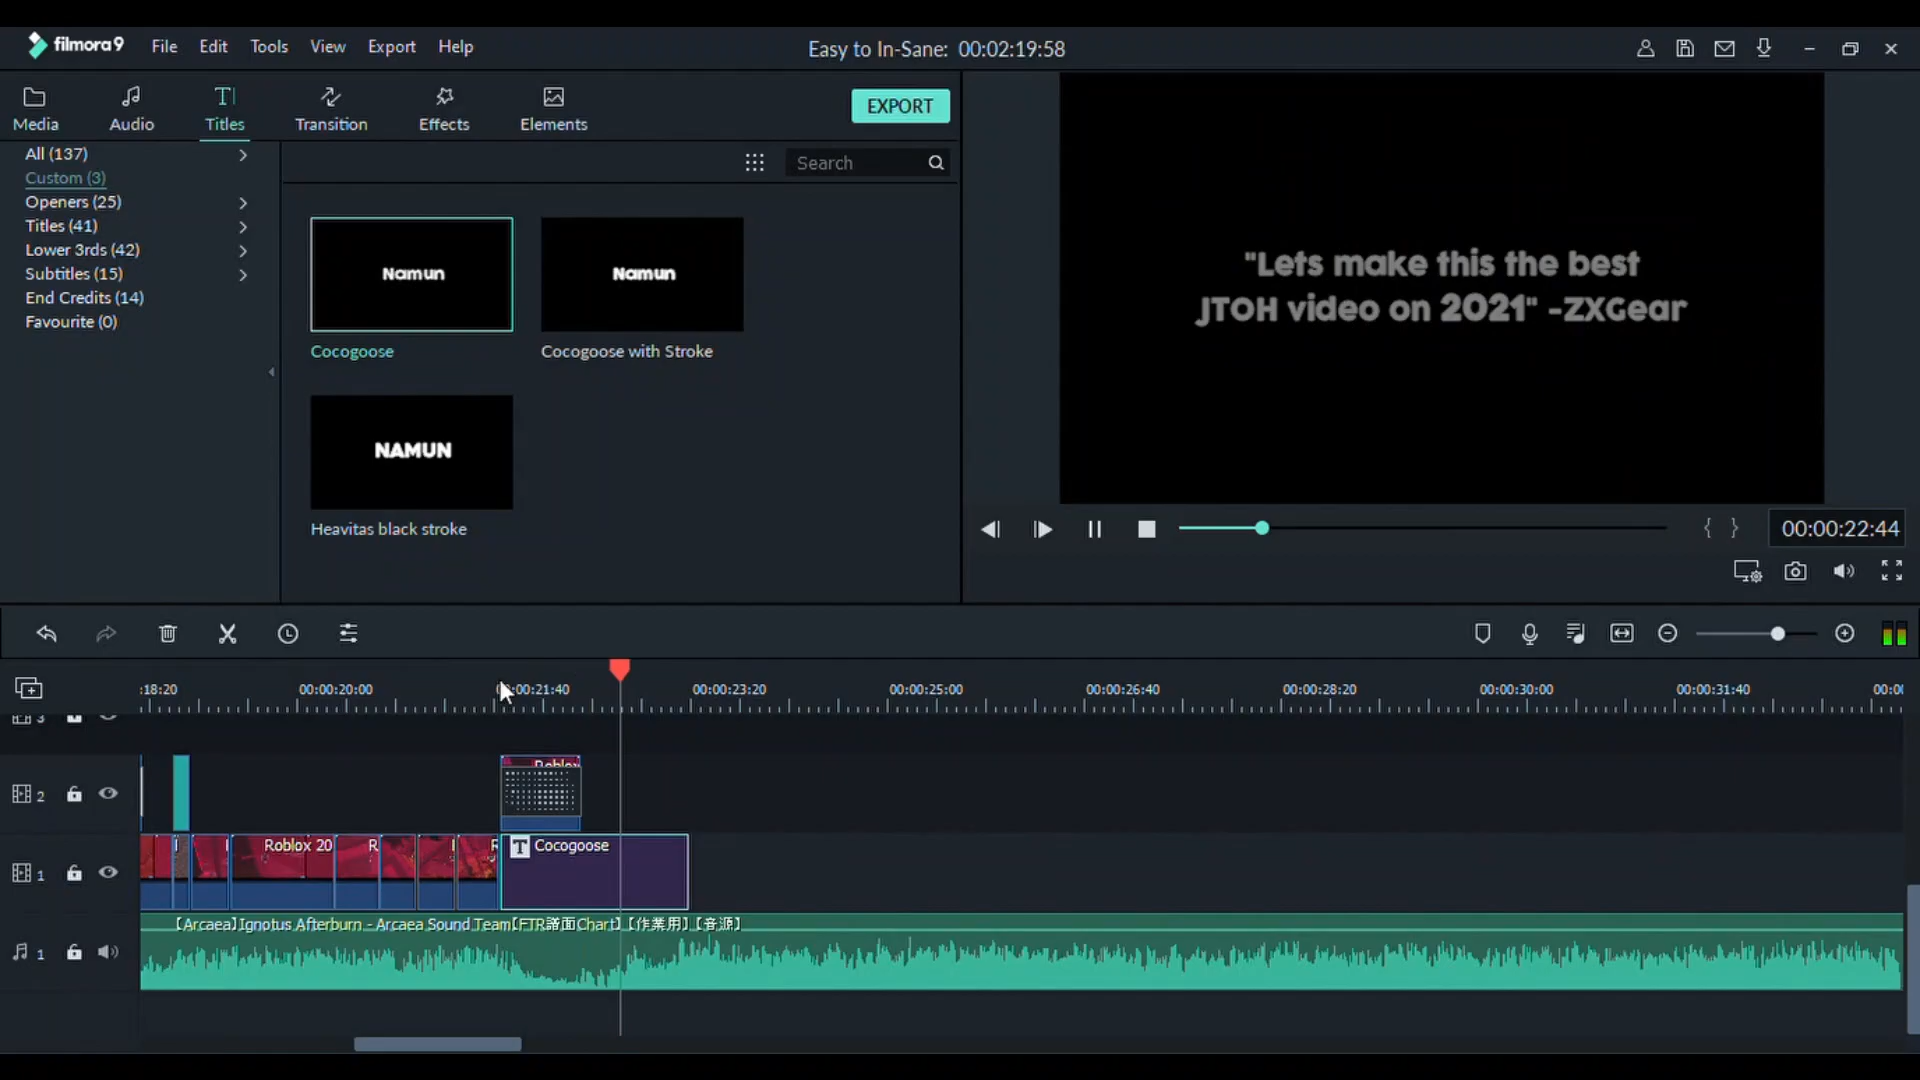 filmora9 File Edit Tools View Export Help
Easy to In-Sane: 00:02:19:58
Media Audio Titles Transition Effects Elements
EXPORT
All (137)
Custom (3)
Openers (25)
Titles (41)
Lower 3rds (42)
Subtitles (15)
End Credits (14)
Favourite (0)
Search
Namun
Cocogoose
Namun
Cocogoose with Stroke
NAMUN
Heavitas black stroke
"Lets make this the best
JTOH video on 2021" -ZXGear
{ }
00:00:22:44
:18:20 00:00:20:00 00:00:21:40 00:00:23:20 00:00:25:00 00:00:26:40 00:00:28:20 00:00:30:00 00:00:31:40 00:00
3
2
Roblox
1
Roblox 20
R
T Cocogoose
1
【Arcaea】Ignotus Afterburn - Arcaea Sound Team【FTR譜面Chart】【作業用】【音源】